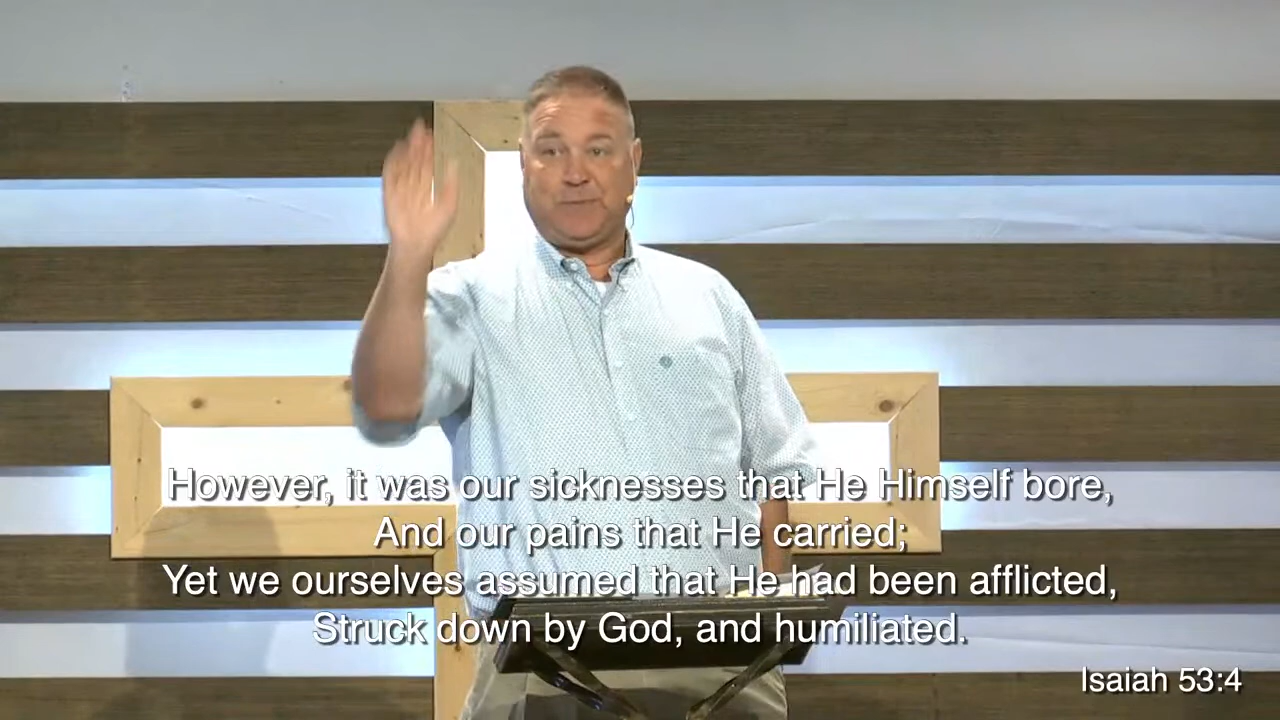 However, it was our sicknesses that He Himself bore,
And our pains that He carried;
Yet we ourselves assumed that He had been afflicted,
Struck down by God, and humiliated.
Isaiah 53:4